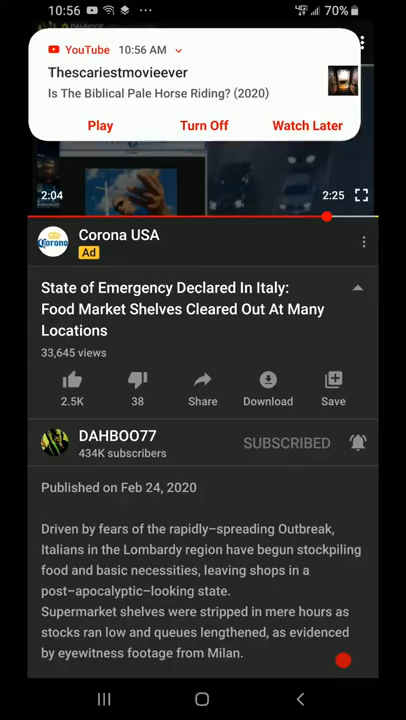 10:56
70%
YouTube 10:56 AM
Thescariestmovieever
Is The Biblical Pale Horse Riding? (2020)
Play Turn Off Watch Later
2:04 2:25
Corona USA
Ad
State of Emergency Declared In Italy:
Food Market Shelves Cleared Out At Many
Locations
33,645 views
2.5K 38 Share Download Save
DAHBOO77
434K subscribers
SUBSCRIBED
Published on Feb 24, 2020
Driven by fears of the rapidly–spreading Outbreak,
Italians in the Lombardy region have begun stockpiling
food and basic necessities, leaving shops in a
post–apocalyptic–looking state.
Supermarket shelves were stripped in mere hours as
stocks ran low and queues lengthened, as evidenced
by eyewitness footage from Milan.